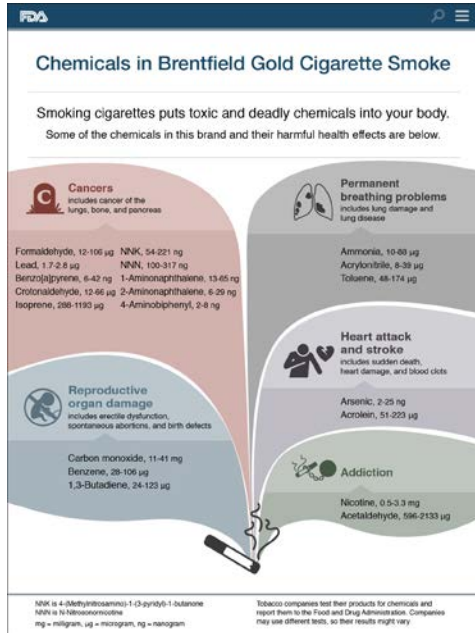 FDA
Chemicals in Brentfield Gold Cigarette Smoke
Smoking cigarettes puts toxic and deadly chemicals into your body.
Some of the chemicals in this brand and their harmful health effects are below.
C
Cancers
includes cancer of the
lungs, bone, and pancreas
Formaldehyde, 12-106 µg
Lead, 1.7-2.8 µg
Benzo[a]pyrene, 6-42 ng
Crotonaldehyde, 12-66 µg
Isoprene, 288-1193 µg
NNK, 54-221 ng
NNN, 100-317 ng
1-Aminonaphthalene, 13-65 ng
2-Aminonaphthalene, 6-29 ng
4-Aminobiphenyl, 2-8 ng
Permanent
breathing problems
includes lung damage and
lung disease
Ammonia, 10-88 µg
Acrylonitrile, 8-39 µg
Toluene, 48-174 µg
Heart attack
and stroke
includes sudden death,
heart damage, and blood clots
Arsenic, 2-25 ng
Acrolein, 51-223 µg
Reproductive
organ damage
includes erectile dysfunction,
spontaneous abortions, and birth defects
Carbon monoxide, 11-41 mg
Benzene, 28-106 µg
1,3-Butadiene, 24-123 µg
Addiction
Nicotine, 0.5-3.3 mg
Acetaldehyde, 596-2133 µg
NNK is 4-(Methylnitrosamino)-1-(3-pyridyl)-1-butanone
NNN is N-Nitrosonornicotine
mg = milligram, µg = microgram, ng = nanogram
Tobacco companies test their products for chemicals and
report them to the Food and Drug Administration. Companies
may use different tests, so their results might vary